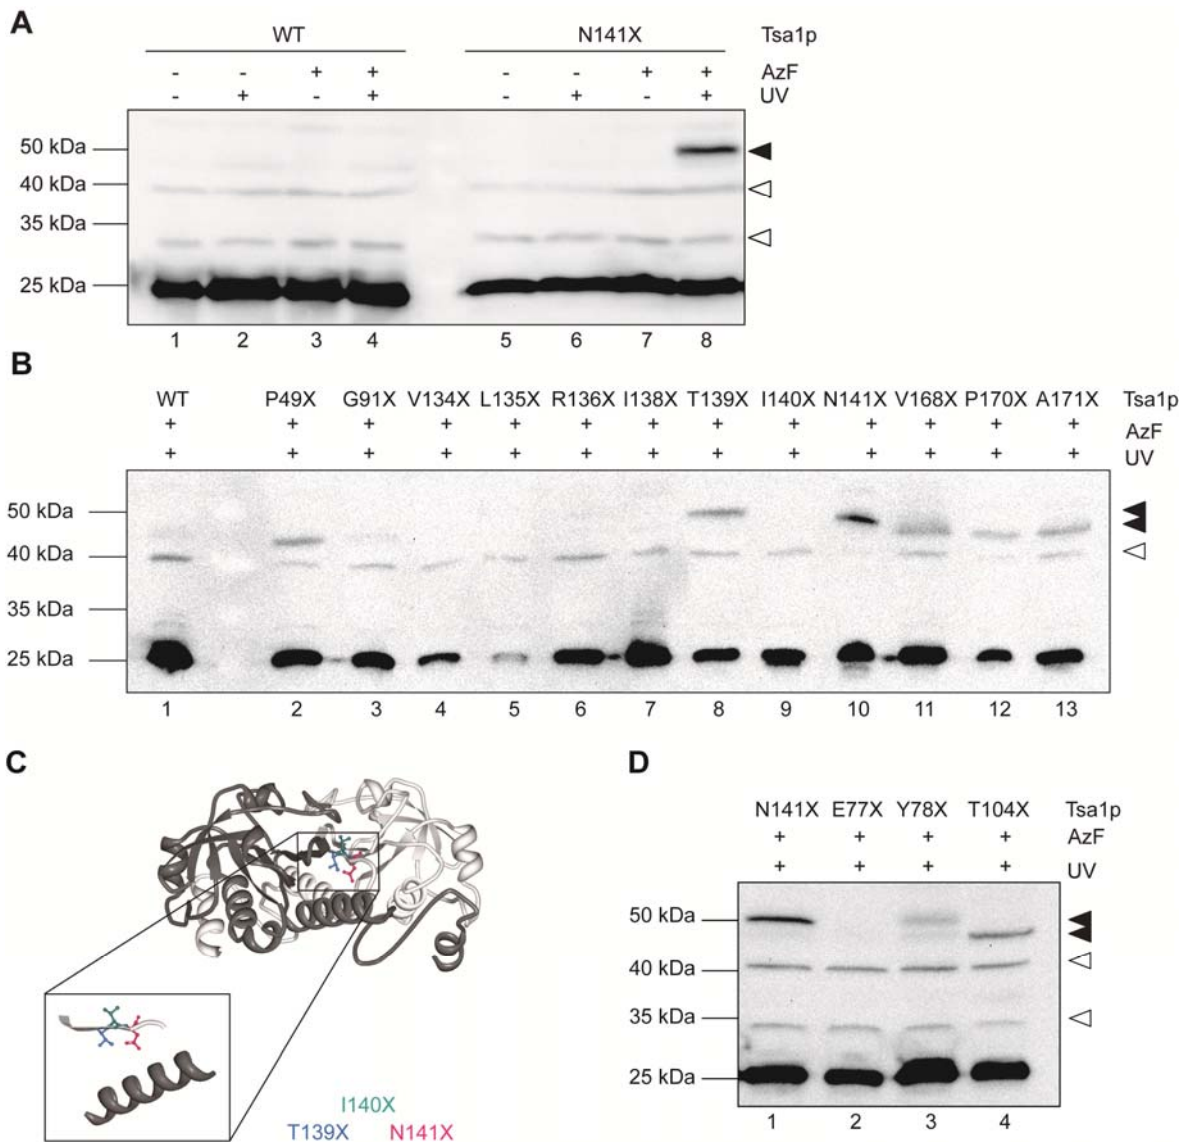 A
WT N141X Tsa1p
- - + + - - + + AzF
- + - + - + - + UV
50 kDa
40 kDa
35 kDa
25 kDa
1 2 3 4 5 6 7 8
B
WT P49X G91X V134X L135X R136X I138X T139X I140X N141X V168X P170X A171X Tsa1p
+ + + + + + + + + + + + + AzF
+ + + + + + + + + + + + + UV
50 kDa
40 kDa
35 kDa
25 kDa
1 2 3 4 5 6 7 8 9 10 11 12 13
C
I140X
T139X N141X
D
N141X E77X Y78X T104X Tsa1p
+ + + + AzF
+ + + + UV
50 kDa
40 kDa
35 kDa
25 kDa
1 2 3 4